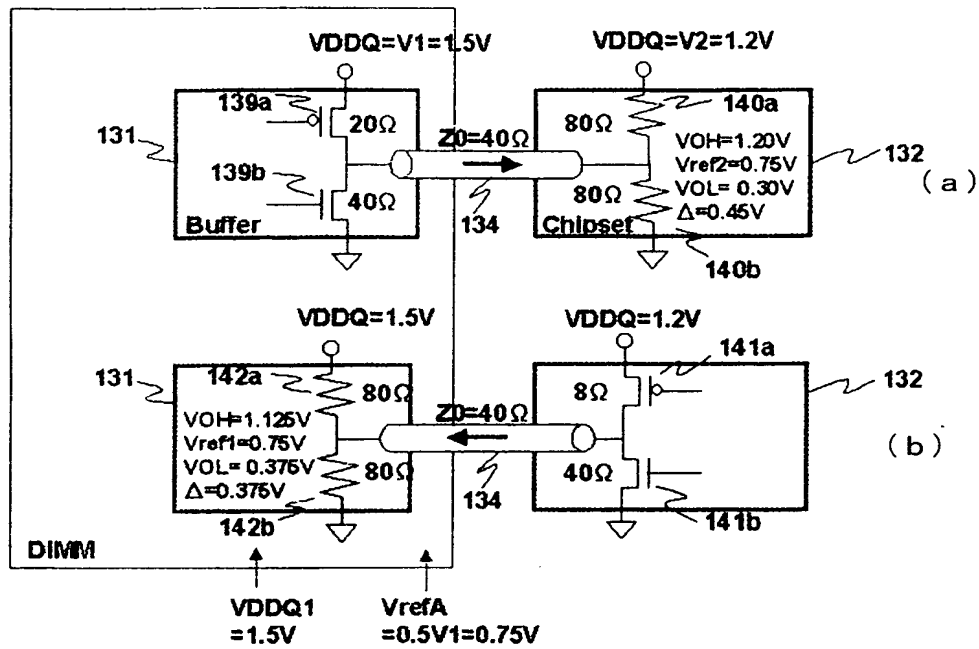 VDDQ=V1=1.5V
VDDQ=V2=1.2V
139a
131
20Ω
139b
40Ω
Buffer
Z0=40Ω
134
80Ω
140a
VOH=1.20V
Vref2=0.75V
VOL= 0.30V
Δ=0.45V
80Ω
Chipset
140b
132
(a)
VDDQ=1.5V
VDDQ=1.2V
131
142a
80Ω
VOH=1.125V
Vref1=0.75V
VOL= 0.375V
Δ=0.375V
80Ω
142b
Z0=40Ω
134
141a
8Ω
40Ω
141b
132
(b)
DIMM
VDDQ1
=1.5V
VrefA
=0.5V1=0.75V